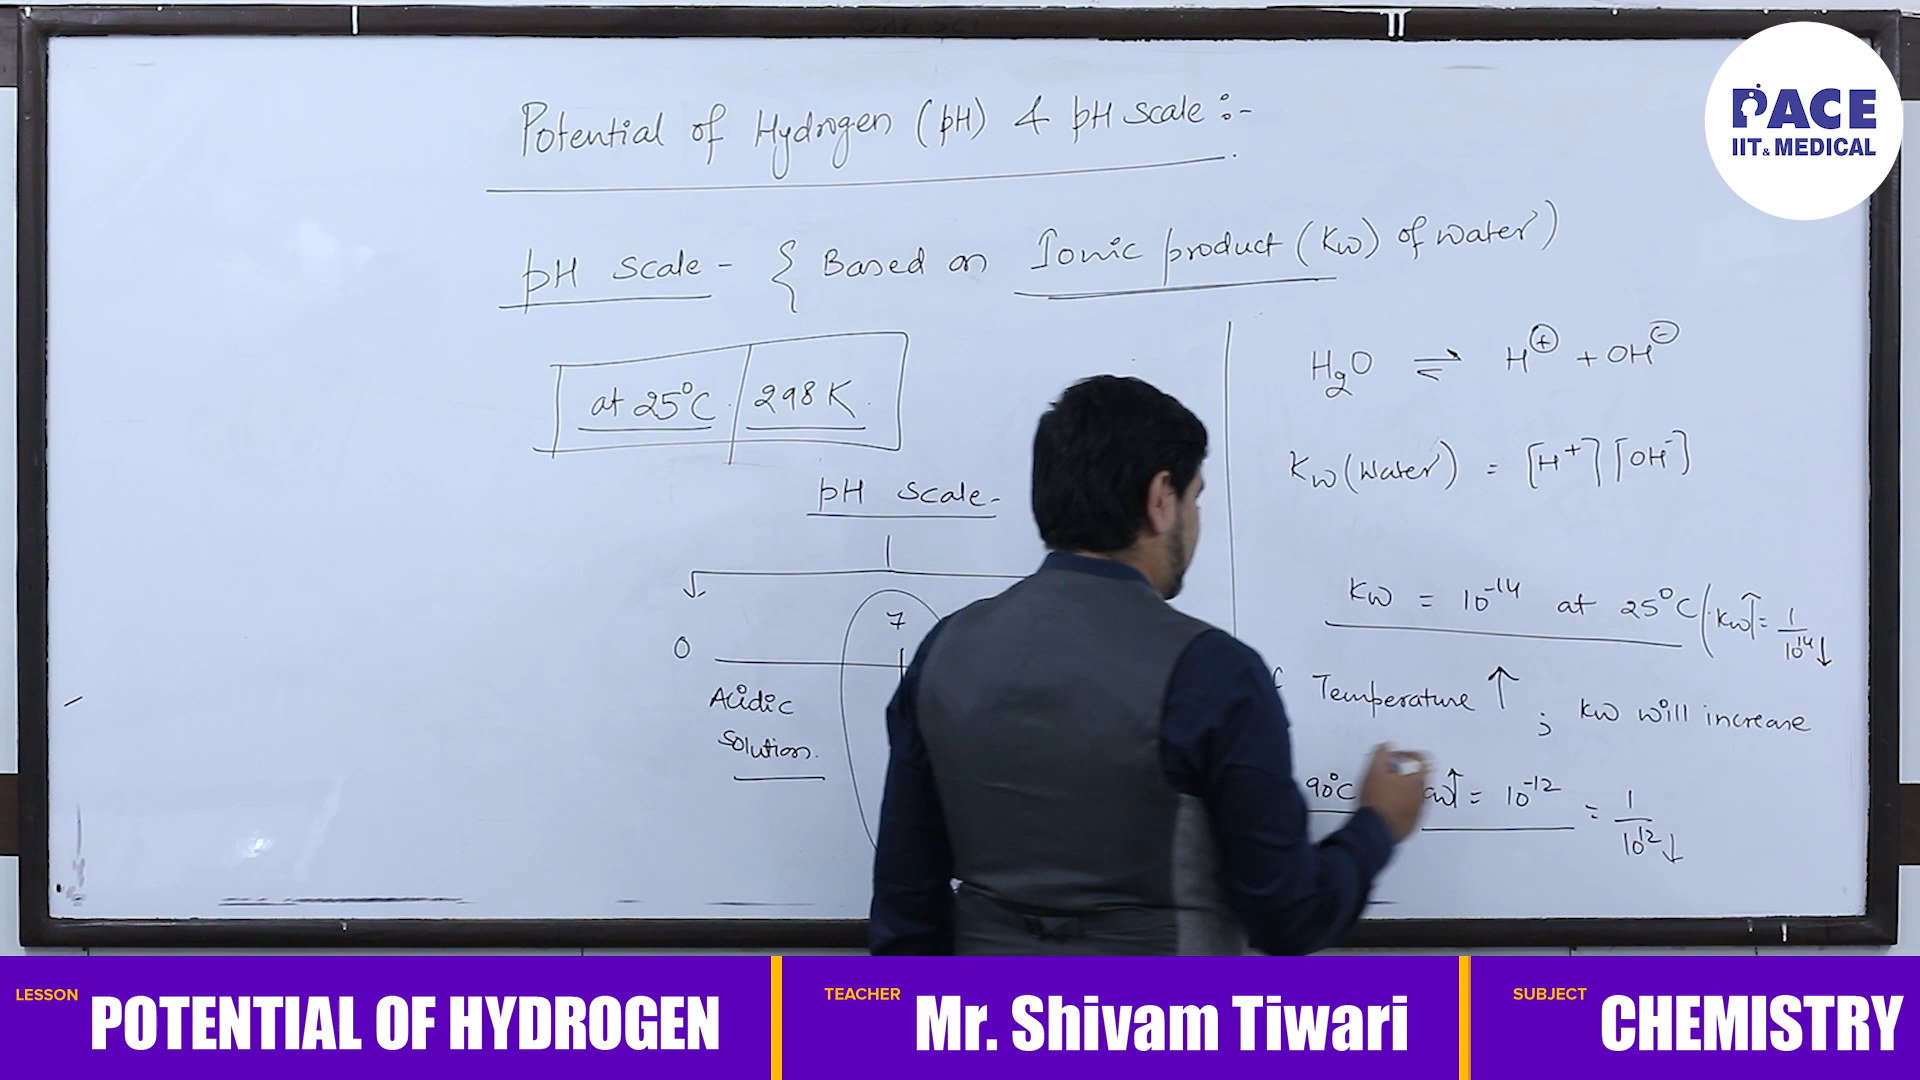 PACE
IIT & MEDICAL
Potential of Hydrogen (pH) & pH scale :-
pH scale - { Based on Ionic product (Kw) of water )
at 25°C 298 K
pH scale-
0
7
Acidic
solution.
H2O ⇌ H⊕ + OH⊖
Kw (water) = [H+] [OH-]
Kw = 10^-14 at 25°C (Kw↑ = 1/10^14↓
Temperature ↑ ; Kw will increase
90°C ↑ = 10^-12 = 1/10^12↓
LESSON POTENTIAL OF HYDROGEN
TEACHER Mr. Shivam Tiwari
SUBJECT CHEMISTRY